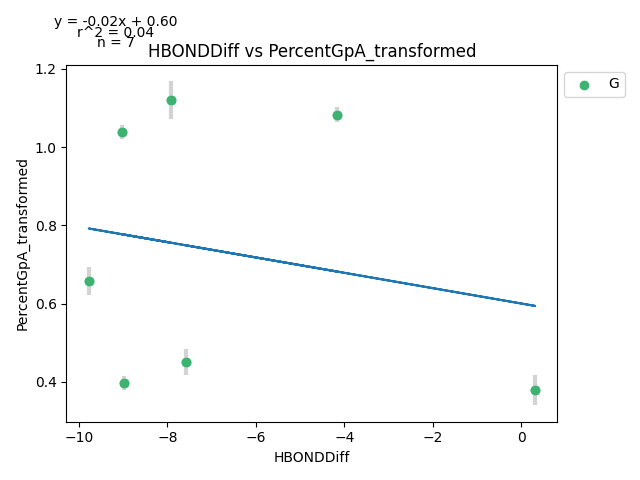 y = -0.02x + 0.60
r^2 = 0.04
n = 7
HBONDDiff vs PercentGpA_transformed
G
PercentGpA_transformed
1.2
1.0
0.8
0.6
0.4
−10
−8
−6
−4
−2
0
HBONDDiff